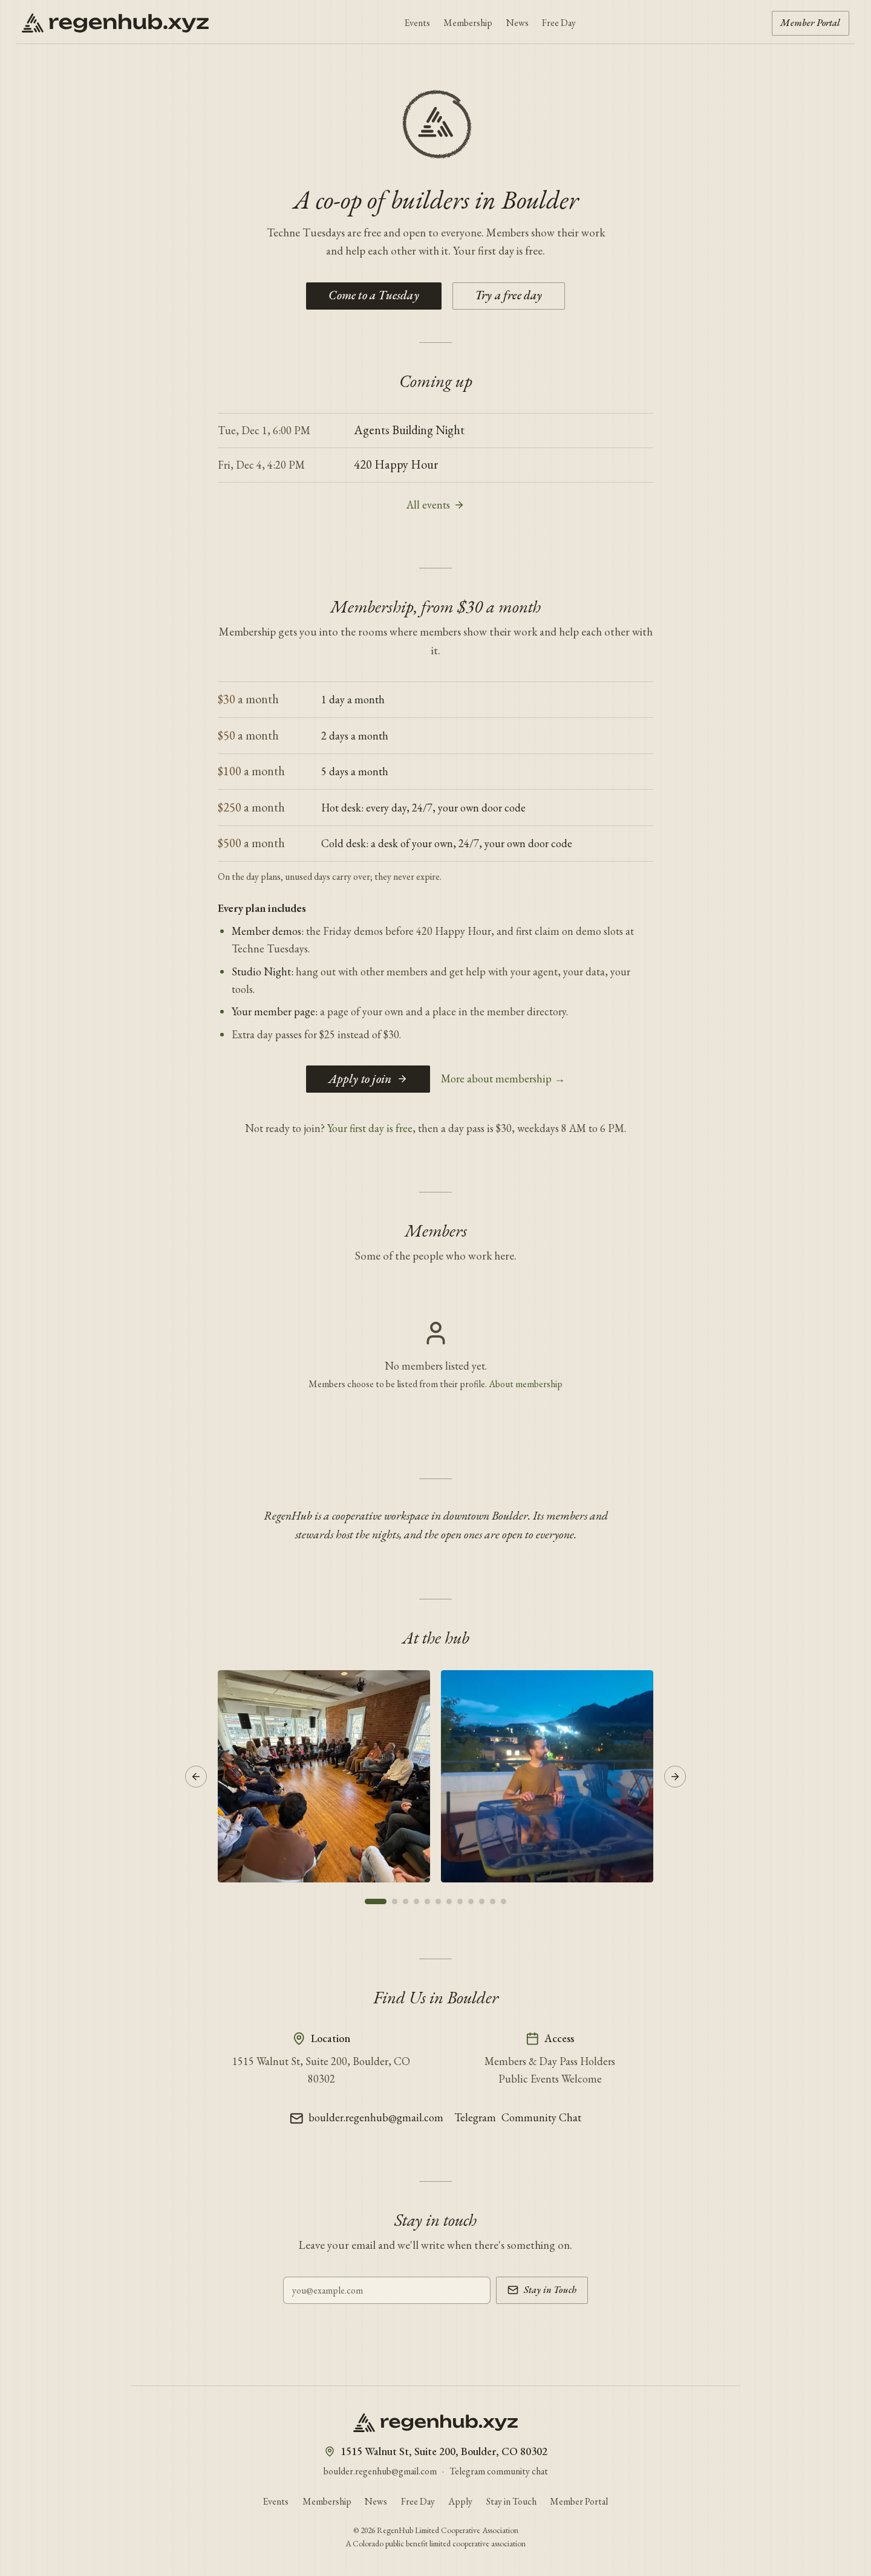 regenhub.xyz
Events Membership News Free Day
Member Portal
A co-op of builders in Boulder
Techne Tuesdays are free and open to everyone. Members show their work
and help each other with it. Your first day is free.
Come to a Tuesday
Try a free day
Coming up
Tue, Dec 1, 6:00 PM Agents Building Night
Fri, Dec 4, 4:20 PM 420 Happy Hour
All events →
Membership, from $30 a month
Membership gets you into the rooms where members show their work and help each other with
it.
$30 a month 1 day a month
$50 a month 2 days a month
$100 a month 5 days a month
$250 a month Hot desk: every day, 24/7, your own door code
$500 a month Cold desk: a desk of your own, 24/7, your own door code
On the day plans, unused days carry over; they never expire.
Every plan includes
• Member demos: the Friday demos before 420 Happy Hour, and first claim on demo slots at
Techne Tuesdays.
• Studio Night: hang out with other members and get help with your agent, your data, your
tools.
• Your member page: a page of your own and a place in the member directory.
• Extra day passes for $25 instead of $30.
Apply to join →
More about membership →
Not ready to join? Your first day is free, then a day pass is $30, weekdays 8 AM to 6 PM.
Members
Some of the people who work here.
No members listed yet.
Members choose to be listed from their profile. About membership
RegenHub is a cooperative workspace in downtown Boulder. Its members and
stewards host the nights, and the open ones are open to everyone.
At the hub
Find Us in Boulder
Location
1515 Walnut St, Suite 200, Boulder, CO
80302
Access
Members & Day Pass Holders
Public Events Welcome
boulder.regenhub@gmail.com Telegram Community Chat
Stay in touch
Leave your email and we'll write when there's something on.
you@example.com
Stay in Touch
regenhub.xyz
1515 Walnut St, Suite 200, Boulder, CO 80302
boulder.regenhub@gmail.com · Telegram community chat
Events Membership News Free Day Apply Stay in Touch Member Portal
© 2026 RegenHub Limited Cooperative Association
A Colorado public benefit limited cooperative association